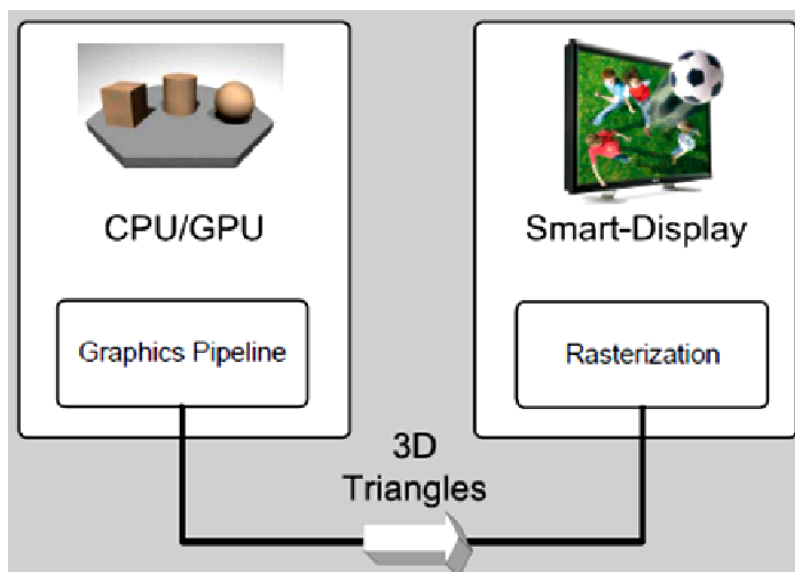 CPU/GPU
Graphics Pipeline
Smart-Display
Rasterization
3D
Triangles